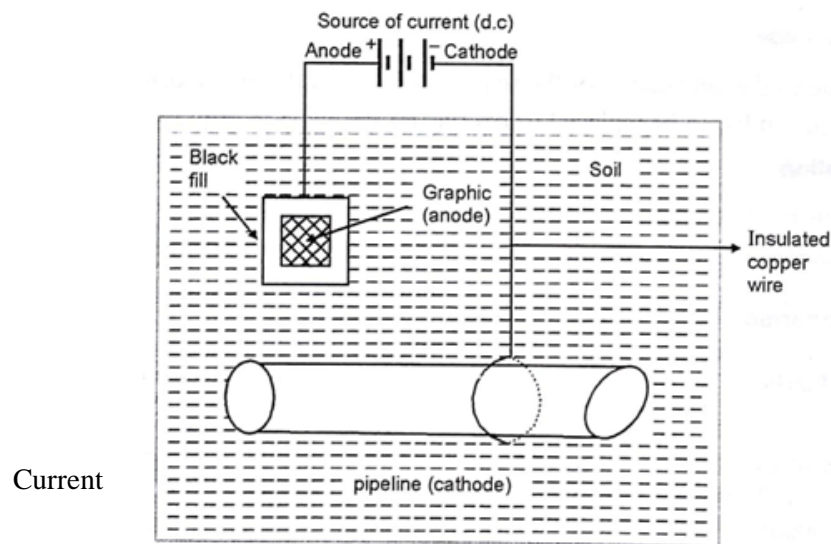 Source of current (d.c)
Anode + – Cathode
Black
fill
Graphic
(anode)
Soil
Insulated
copper
wire
Current
pipeline (cathode)